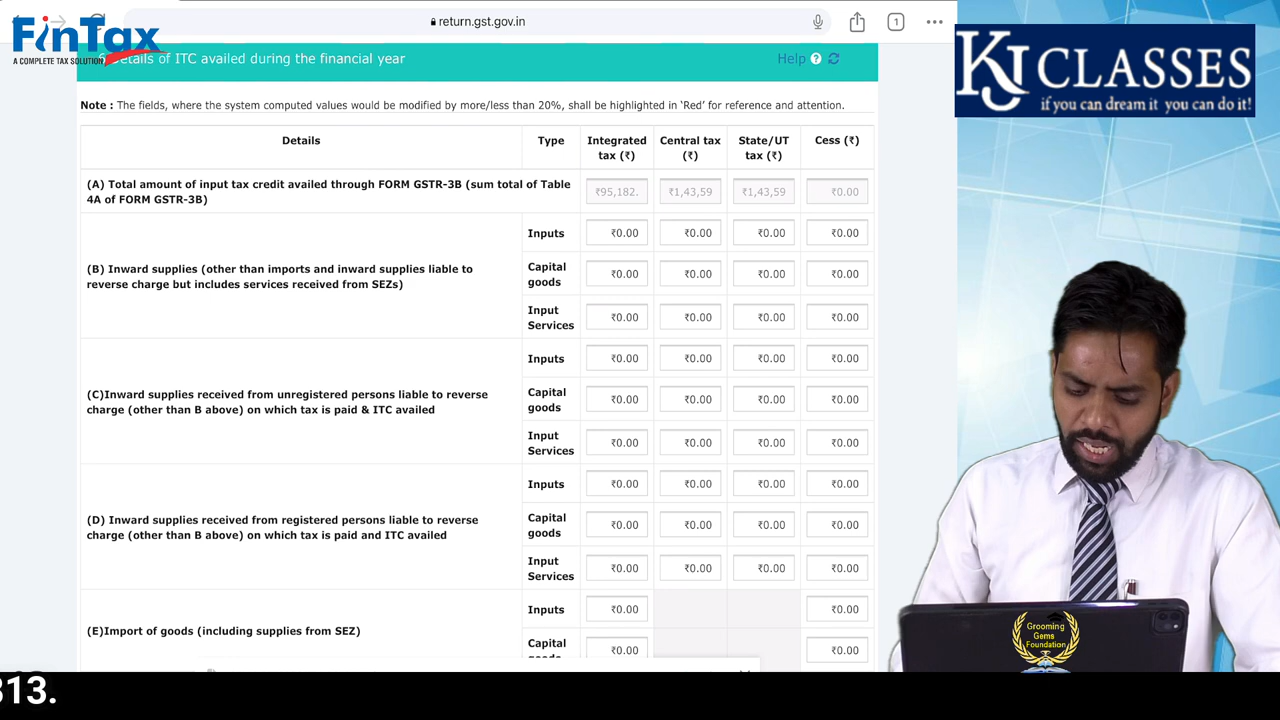 FinTax
A COMPLETE TAX SOLUTION
return.gst.gov.in
1
KJ CLASSES
if you can dream it you can do it!
Details of ITC availed during the financial year
Help ?
Note : The fields, where the system computed values would be modified by more/less than 20%, shall be highlighted in ‘Red’ for reference and attention.
Details Type Integrated tax (₹) Central tax (₹) State/UT tax (₹) Cess (₹)
(A) Total amount of input tax credit availed through FORM GSTR-3B (sum total of Table
4A of FORM GSTR-3B)
₹95,182. ₹1,43,59 ₹1,43,59 ₹0.00
(B) Inward supplies (other than imports and inward supplies liable to
reverse charge but includes services received from SEZs)
Inputs ₹0.00 ₹0.00 ₹0.00 ₹0.00
Capital goods ₹0.00 ₹0.00 ₹0.00 ₹0.00
Input Services ₹0.00 ₹0.00 ₹0.00 ₹0.00
(C)Inward supplies received from unregistered persons liable to reverse
charge (other than B above) on which tax is paid & ITC availed
Inputs ₹0.00 ₹0.00 ₹0.00 ₹0.00
Capital goods ₹0.00 ₹0.00 ₹0.00 ₹0.00
Input Services ₹0.00 ₹0.00 ₹0.00 ₹0.00
(D) Inward supplies received from registered persons liable to reverse
charge (other than B above) on which tax is paid and ITC availed
Inputs ₹0.00 ₹0.00 ₹0.00 ₹0.00
Capital goods ₹0.00 ₹0.00 ₹0.00 ₹0.00
Input Services ₹0.00 ₹0.00 ₹0.00 ₹0.00
(E)Import of goods (including supplies from SEZ)
Inputs ₹0.00 ₹0.00
Capital goods ₹0.00 ₹0.00
Grooming
Gems
Foundation
313.